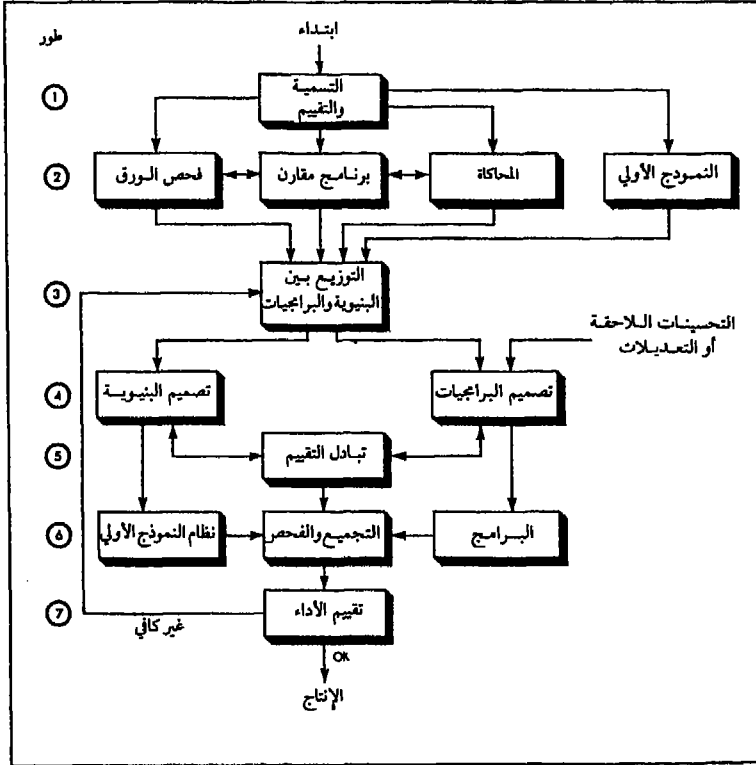 ابتداء
طور
①
التسمية
والتقييم
②
النموذج الأولي
المحاكاة
برنامج مقارن
فحص الورق
③
التوزيع بين
البنيوية والبرامجيات
التحسينات اللاحقة
أو التعديلات
④
تصميم البرامجيات
تصميم البنيوية
⑤
تبادل التقييم
⑥
البرامج
التجميع والفحص
نظام النموذج الأولي
⑦
تقييم الأداء
غير كافي
OK
الإنتاج